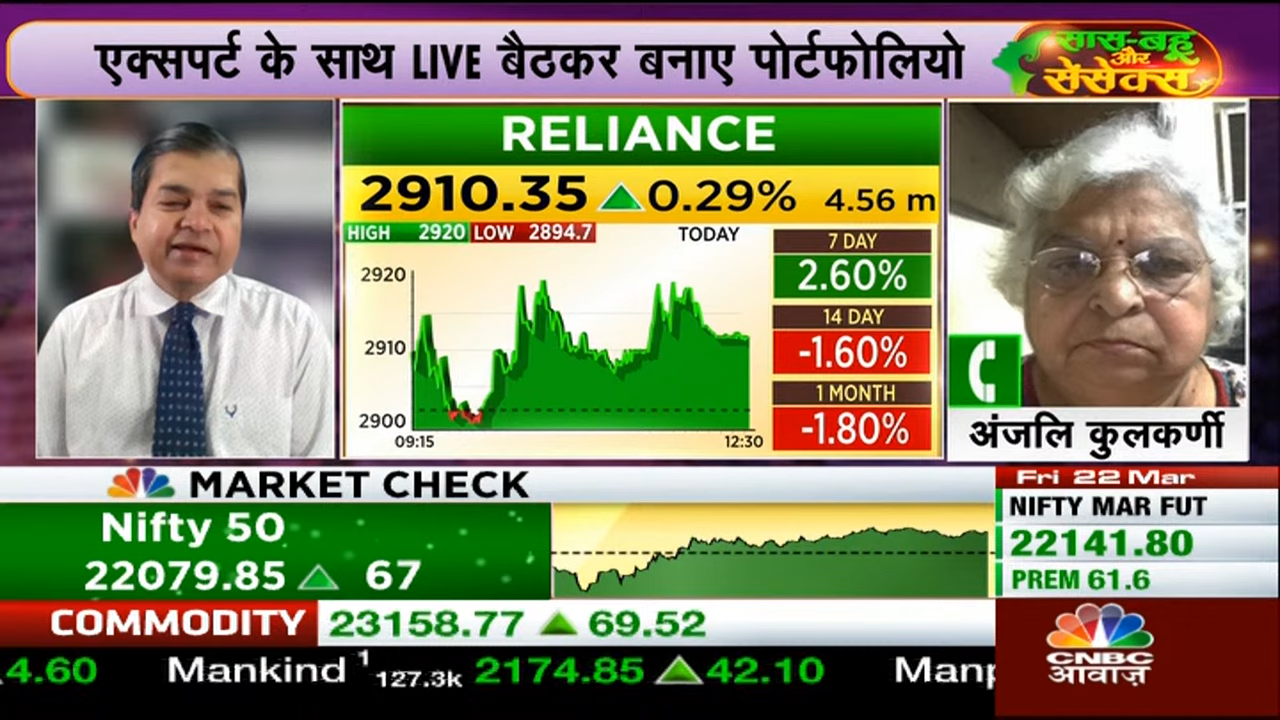 एक्सपर्ट के साथ LIVE बैठकर बनाए पोर्टफोलियो
सास-बहू
और
सेंसेक्स
RELIANCE
2910.35 ▲ 0.29% 4.56 m
HIGH 2920 LOW 2894.7 TODAY
2920
2910
2900
09:15 12:30
7 DAY
2.60%
14 DAY
-1.60%
1 MONTH
-1.80%
अंजलि कुलकर्णी
MARKET CHECK
Nifty 50
22079.85 ▲ 67
Fri 22 Mar
NIFTY MAR FUT
22141.80
PREM 61.6
COMMODITY 23158.77 ▲ 69.52
4.60 Mankind 1 127.3k 2174.85 ▲ 42.10 Manp
CNBC
आवाज़